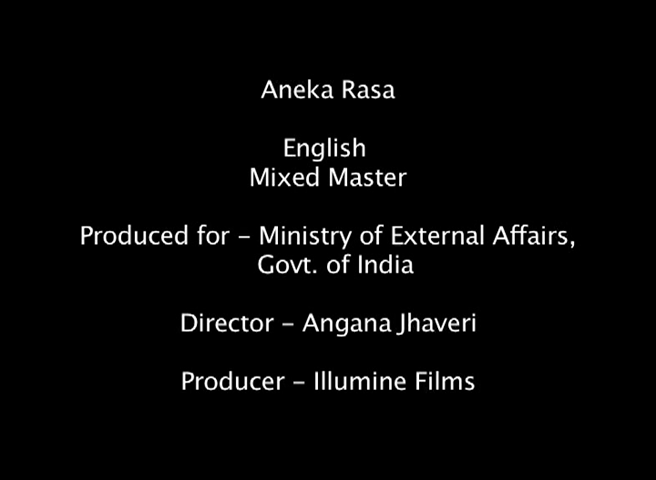 Aneka Rasa
English
Mixed Master
Produced for – Ministry of External Affairs,
Govt. of India
Director – Angana Jhaveri
Producer – Illumine Films